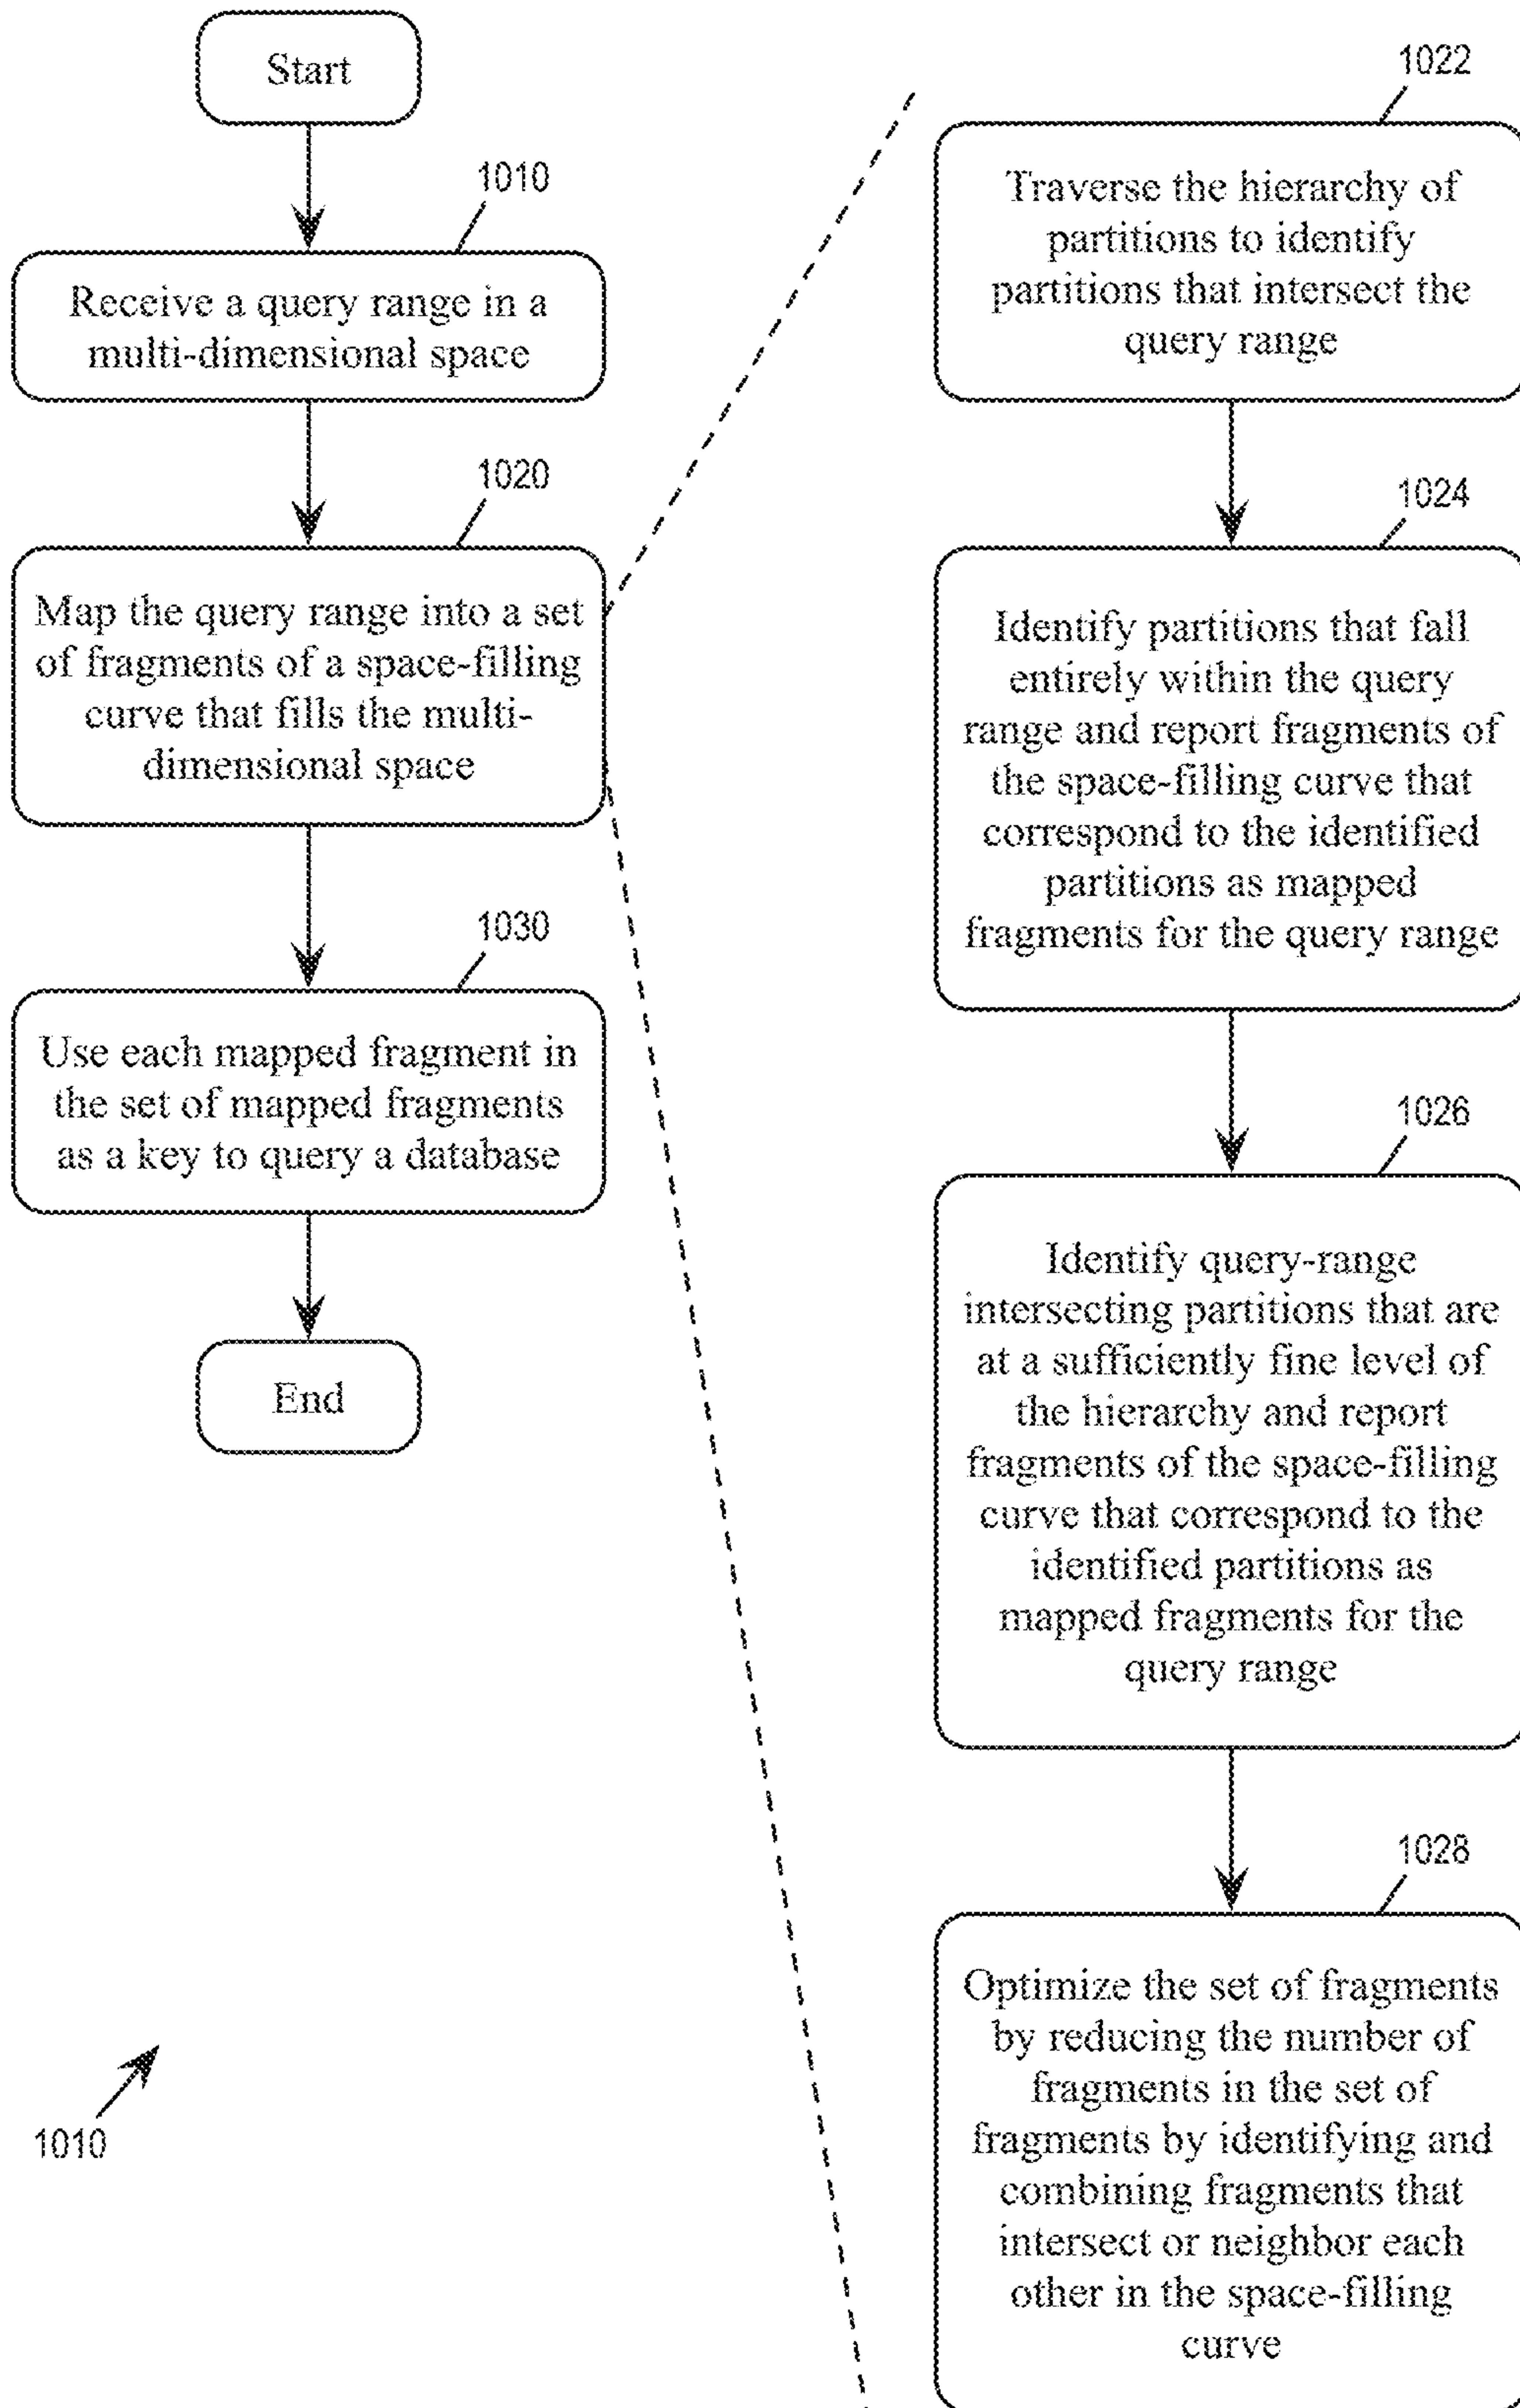 Start
1010
Receive a query range in a
multi-dimensional space
1020
Map the query range into a set
of fragments of a space-filling
curve that fills the multi-
dimensional space
1030
Use each mapped fragment in
the set of mapped fragments
as a key to query a database
End
1010
1022
Traverse the hierarchy of
partitions to identify
partitions that intersect the
query range
1024
Identify partitions that fall
entirely within the query
range and report fragments of
the space-filling curve that
correspond to the identified
partitions as mapped
fragments for the query range
1026
Identify query-range
intersecting partitions that are
at a sufficiently fine level of
the hierarchy and report
fragments of the space-filling
curve that correspond to the
identified partitions as
mapped fragments for the
query range
1028
Optimize the set of fragments
by reducing the number of
fragments in the set of
fragments by identifying and
combining fragments that
intersect or neighbor each
other in the space-filling
curve